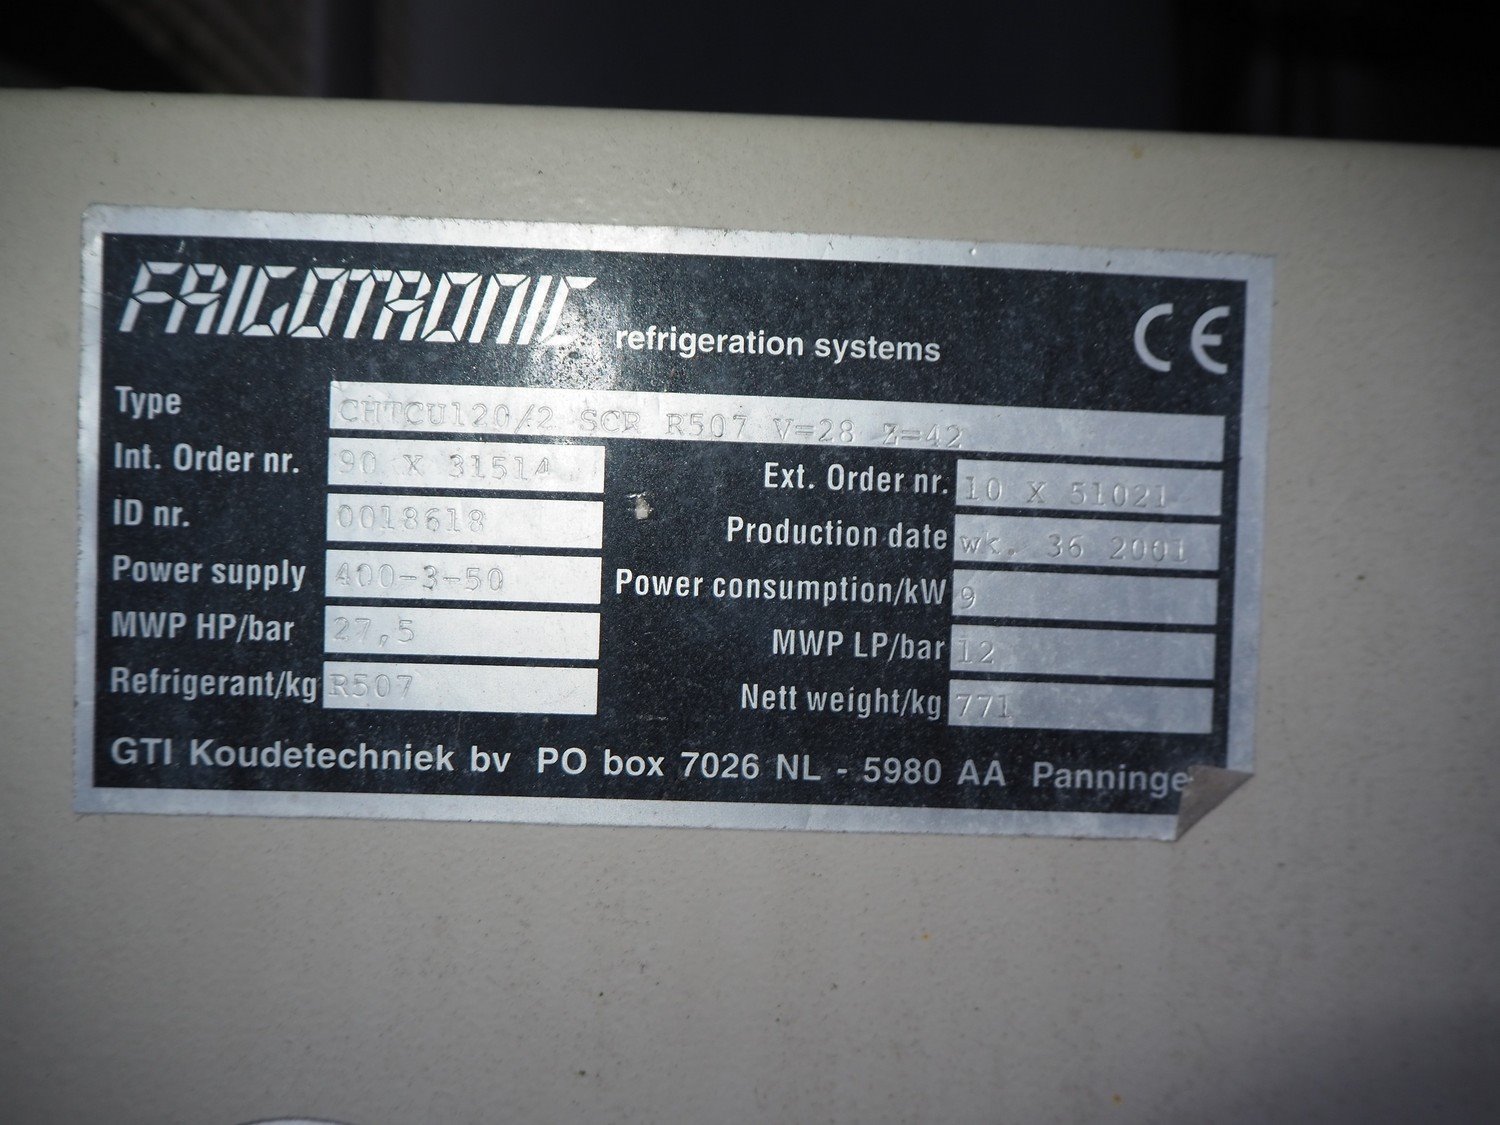 FRIGOTRONIC refrigeration systems CE
Type CHTCU120/2 SCR R507 V=28 Z=42
Int. Order nr. 90 X 31514 Ext. Order nr. 10 X 51021
ID nr. 0018618 Production date wk. 36 2001
Power supply 400-3-50 Power consumption/kW 9
MWP HP/bar 27,5 MWP LP/bar 12
Refrigerant/kg R507 Nett weight/kg 771
GTI Koudetechniek bv PO box 7026 NL - 5980 AA Panninge